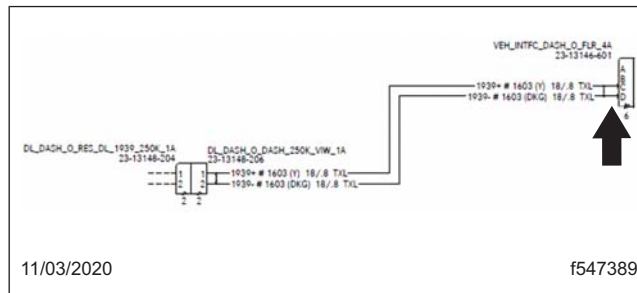 VEH_INTFC_DASH_O_FLR_4A
23-13146-601
A
B
C
D
6
1939+ # 1603 (Y) 18/.8 TXL
1939- # 1603 (DKG) 18/.8 TXL
DL_DASH_O_RES_DL_1939_250K_1A
23-13148-204
DL_DASH_O_DASH_250K_VIW_1A
23-13148-206
1 1
2 2
2 2
1939+ # 1603 (Y) 18/.8 TXL
1939- # 1603 (DKG) 18/.8 TXL
11/03/2020
f547389